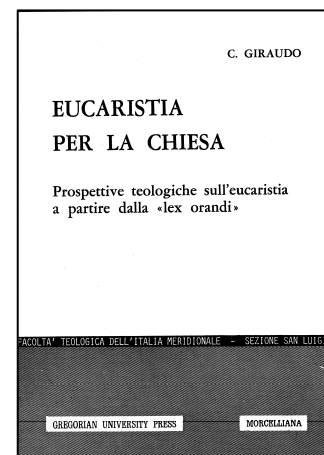 C. GIRAUDO
EUCARISTIA
PER LA CHIESA
Prospettive teologiche sull'eucaristia
a partire dalla «lex orandi»
FACOLTA' TEOLOGICA DELL'ITALIA MERIDIONALE - SEZIONE SAN LUIGI
GREGORIAN UNIVERSITY PRESS
MORCELLIANA